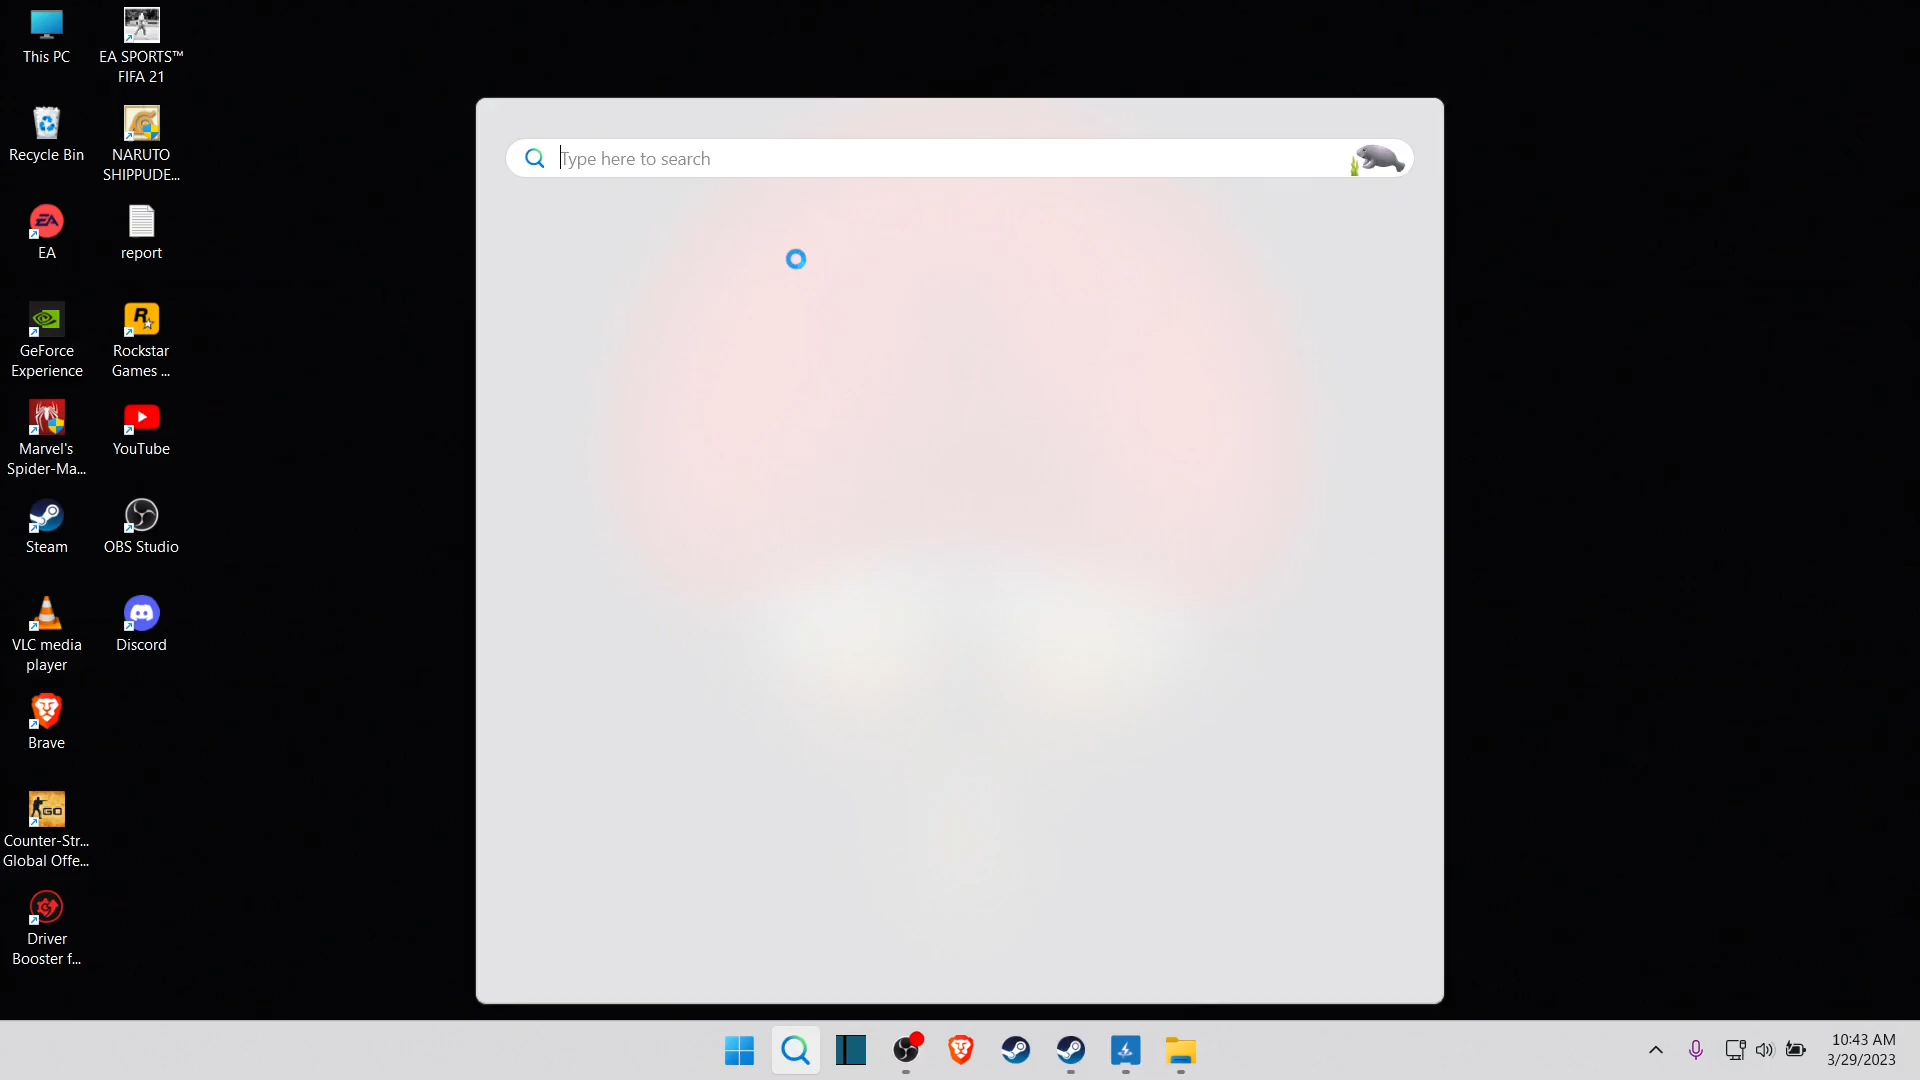 This PC
EA SPORTS™
FIFA 21
Recycle Bin
NARUTO
SHIPPUDE...
EA
report
GeForce
Experience
Rockstar
Games ...
Marvel's
Spider-Ma...
YouTube
Steam
OBS Studio
VLC media
player
Discord
Brave
Counter-Str...
Global Offe...
Driver
Booster f...
Type here to search
10:43 AM
3/29/2023